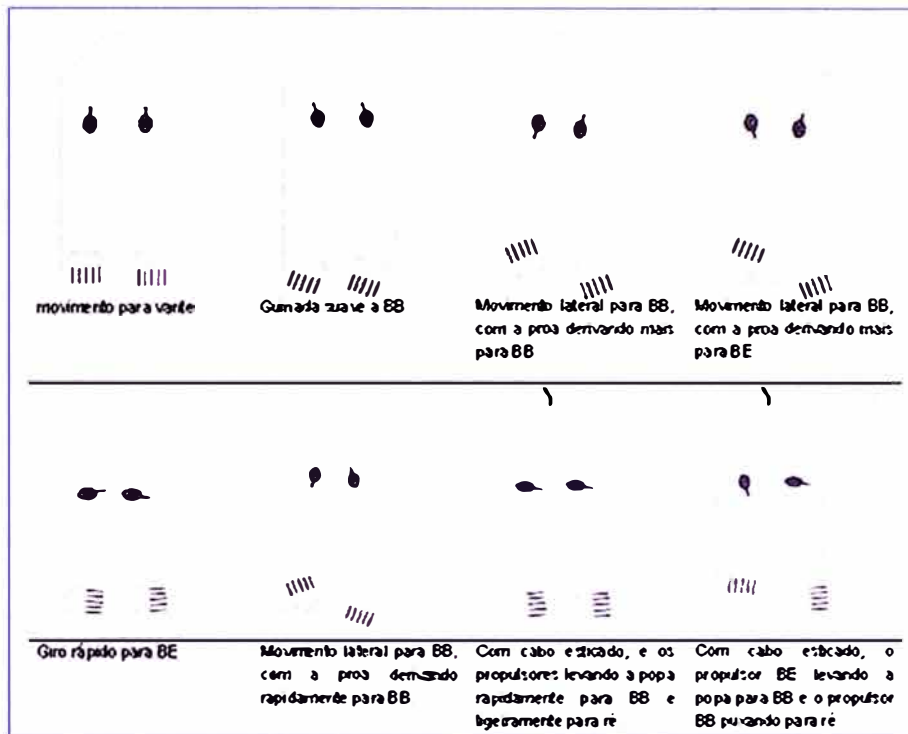 movimento para vante
Guinada suave a BB
Movimento lateral para BB,
com a proa derivando mais
para BB
Movimento lateral para BB,
com a proa derivando mais
para BE
Giro rápido para BE
Movimento lateral para BB,
com a proa derivando
rapidamente para BB
Com cabo esticado, e os
propulsores levando a popa
rapidamente para BB e
ligeiramente para ré
Com cabo esticado, o
propulsor BE levando a
popa para BB e o propulsor
BB puxando para ré